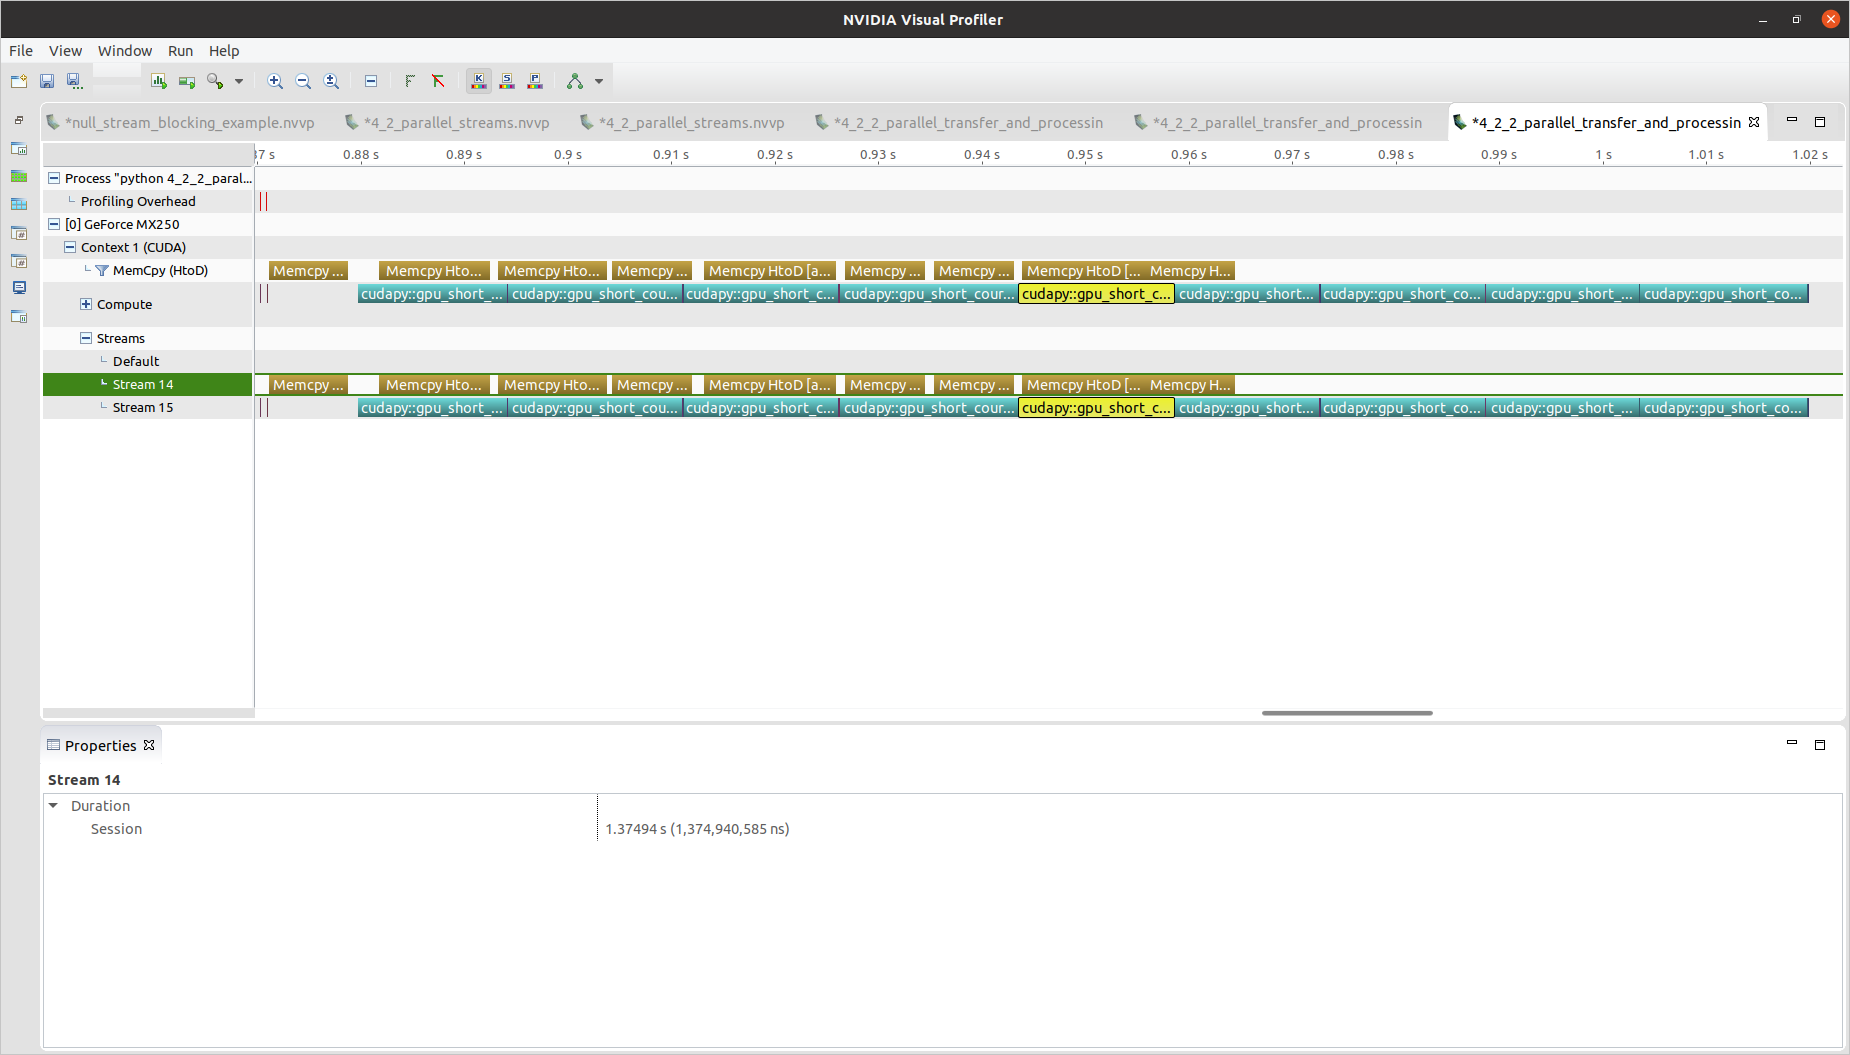 NVIDIA Visual Profiler
File View Window Run Help
*null_stream_blocking_example.nvvp *4_2_parallel_streams.nvvp *4_2_parallel_streams.nvvp *4_2_2_parallel_transfer_and_processin *4_2_2_parallel_transfer_and_processin *4_2_2_parallel_transfer_and_processin
37 s 0.88 s 0.89 s 0.9 s 0.91 s 0.92 s 0.93 s 0.94 s 0.95 s 0.96 s 0.97 s 0.98 s 0.99 s 1 s 1.01 s 1.02 s
Process "python 4_2_2_paral...
Profiling Overhead
[0] GeForce MX250
Context 1 (CUDA)
MemCpy (HtoD) Memcpy ... Memcpy Hto... Memcpy Hto... Memcpy ... Memcpy HtoD [a... Memcpy ... Memcpy ... Memcpy HtoD [... Memcpy H...
Compute cudapy::gpu_short_... cudapy::gpu_short_cou... cudapy::gpu_short_c... cudapy::gpu_short_cour... cudapy::gpu_short_c... cudapy::gpu_short... cudapy::gpu_short_co... cudapy::gpu_short_... cudapy::gpu_short_co...
Streams
Default
Stream 14 Memcpy ... Memcpy Hto... Memcpy Hto... Memcpy ... Memcpy HtoD [a... Memcpy ... Memcpy ... Memcpy HtoD [... Memcpy H...
Stream 15 cudapy::gpu_short_... cudapy::gpu_short_cou... cudapy::gpu_short_c... cudapy::gpu_short_cour... cudapy::gpu_short_c... cudapy::gpu_short... cudapy::gpu_short_co... cudapy::gpu_short_... cudapy::gpu_short_co...
Properties
Stream 14
Duration
Session 1.37494 s (1,374,940,585 ns)